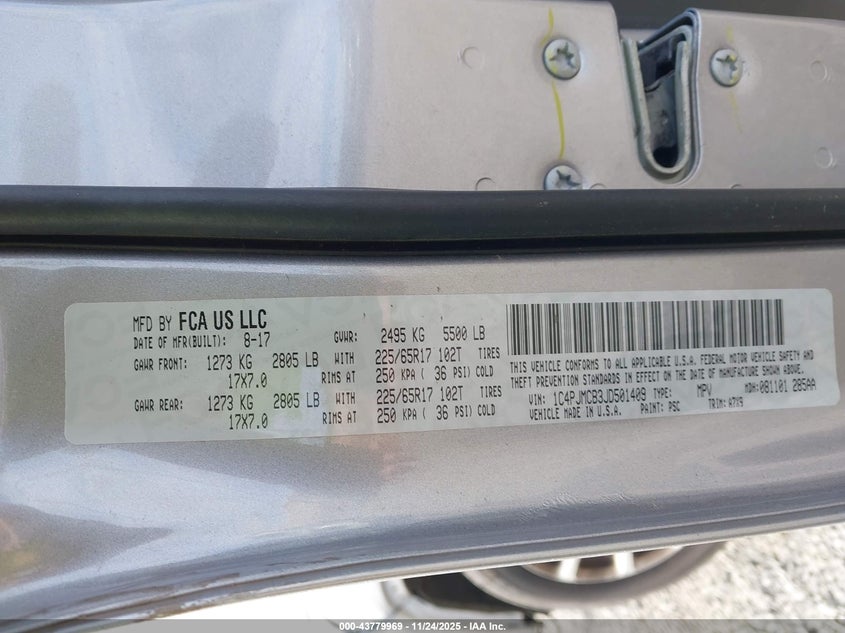 MFD BY FCA US LLC
DATE OF MFR(BUILT): 8-17 GVWR: 2495 KG 5500 LB
GAWR FRONT: 1273 KG 2805 LB WITH 225/65R17 102T TIRES
17X7.0 RIMS AT 250 KPA ( 36 PSI) COLD
GAWR REAR: 1273 KG 2805 LB WITH 225/65R17 102T TIRES
17X7.0 RIMS AT 250 KPA ( 36 PSI) COLD
THIS VEHICLE CONFORMS TO ALL APPLICABLE U.S.A. FEDERAL MOTOR VEHICLE SAFETY AND
THEFT PREVENTION STANDARDS IN EFFECT ON THE DATE OF MANUFACTURE SHOWN ABOVE.
VIN: 1C4PJMCB3JD501409 TYPE: MPV MDH: 081101 285AA
VEHICLE MADE IN U.S.A. PAINT: PSC TRIM: A7X9
000-43779969 - 11/24/2025 - IAA Inc.